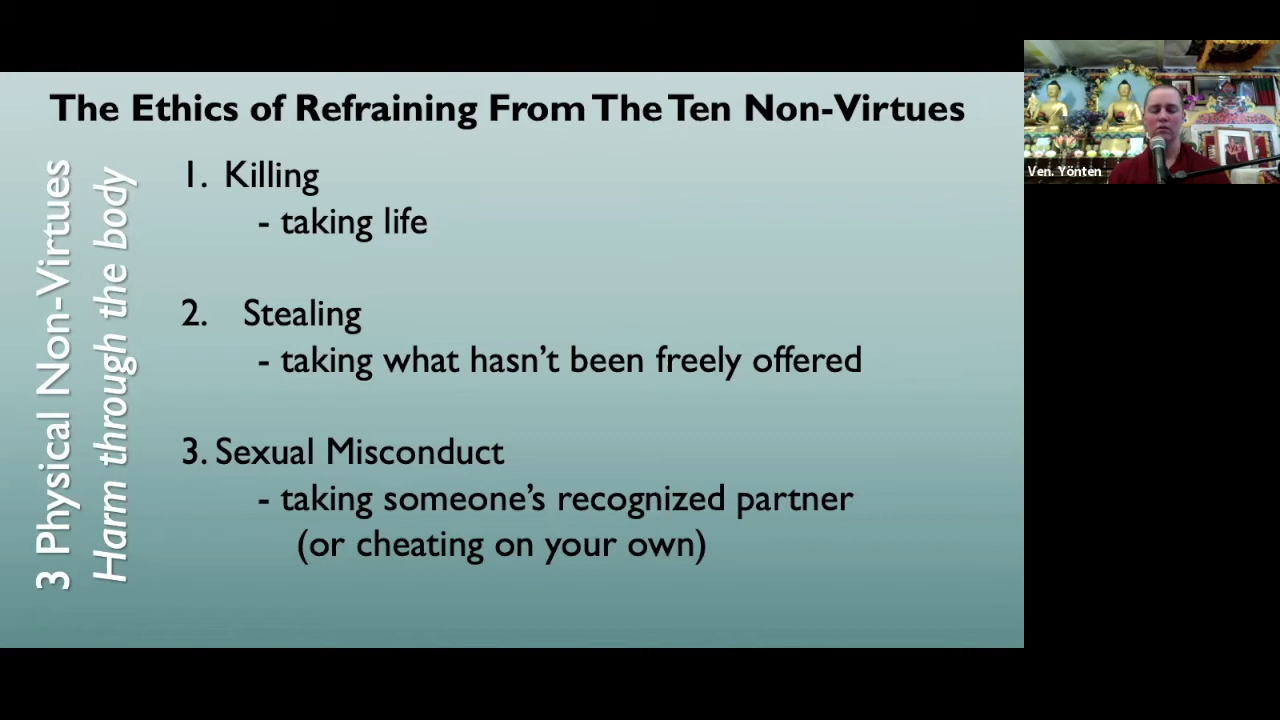 The Ethics of Refraining From The Ten Non-Virtues
3 Physical Non-Virtues
Harm through the body
1. Killing
- taking life
2. Stealing
- taking what hasn't been freely offered
3. Sexual Misconduct
- taking someone's recognized partner
(or cheating on your own)
Ven. Yönten